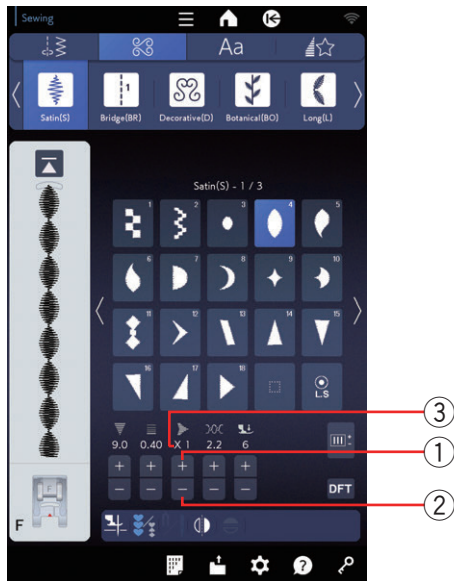 Sewing
Aa
1
Satin(S) Bridge(BR) Decorative(D) Botanical(BO) Long(L)
Satin(S) - 1 / 3
1 2 3 4 5
6 7 8 9 10
11 12 13 14 15
16 17 18 L.S
9.0 0.40 X 1 2.2 6
+ + + + +
− − − − −
DFT
F
F
?
③
①
②